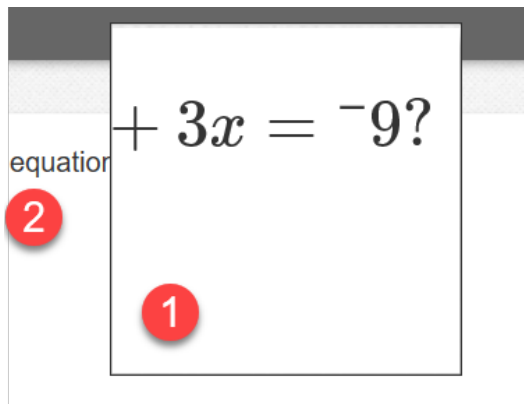 + 3x = ⁻9?
equation
2
1